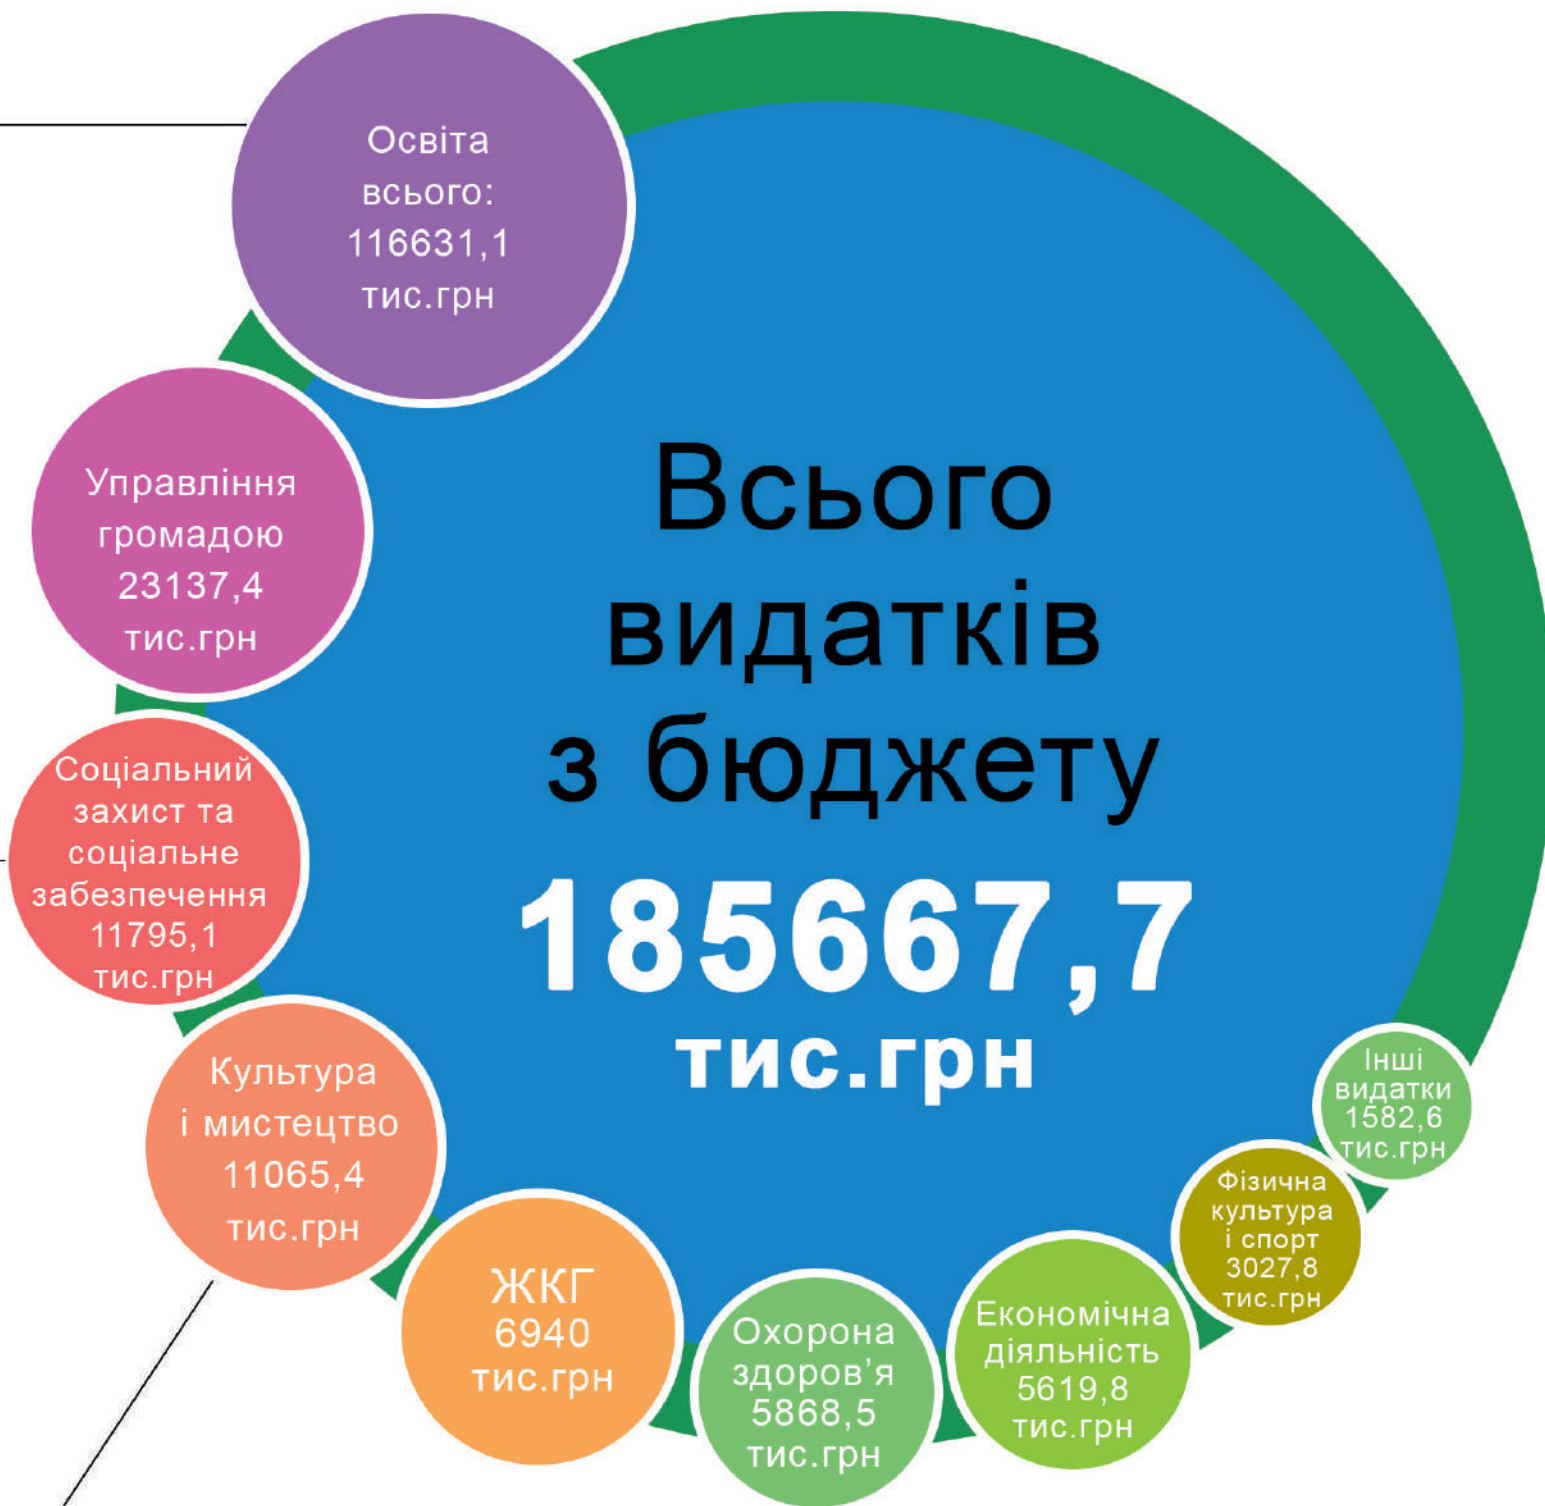 Освіта
всього:
116631,1
тис.грн
Управління
громадою
23137,4
тис.грн
Соціальний
захист та
соціальне
забезпечення
11795,1
тис.грн
Культура
і мистецтво
11065,4
тис.грн
ЖКГ
6940
тис.грн
Охорона
здоров’я
5868,5
тис.грн
Економічна
діяльність
5619,8
тис.грн
Фізична
культура
і спорт
3027,8
тис.грн
Інші
видатки
1582,6
тис.грн
Всього
видатків
з бюджету
185667,7
тис.грн